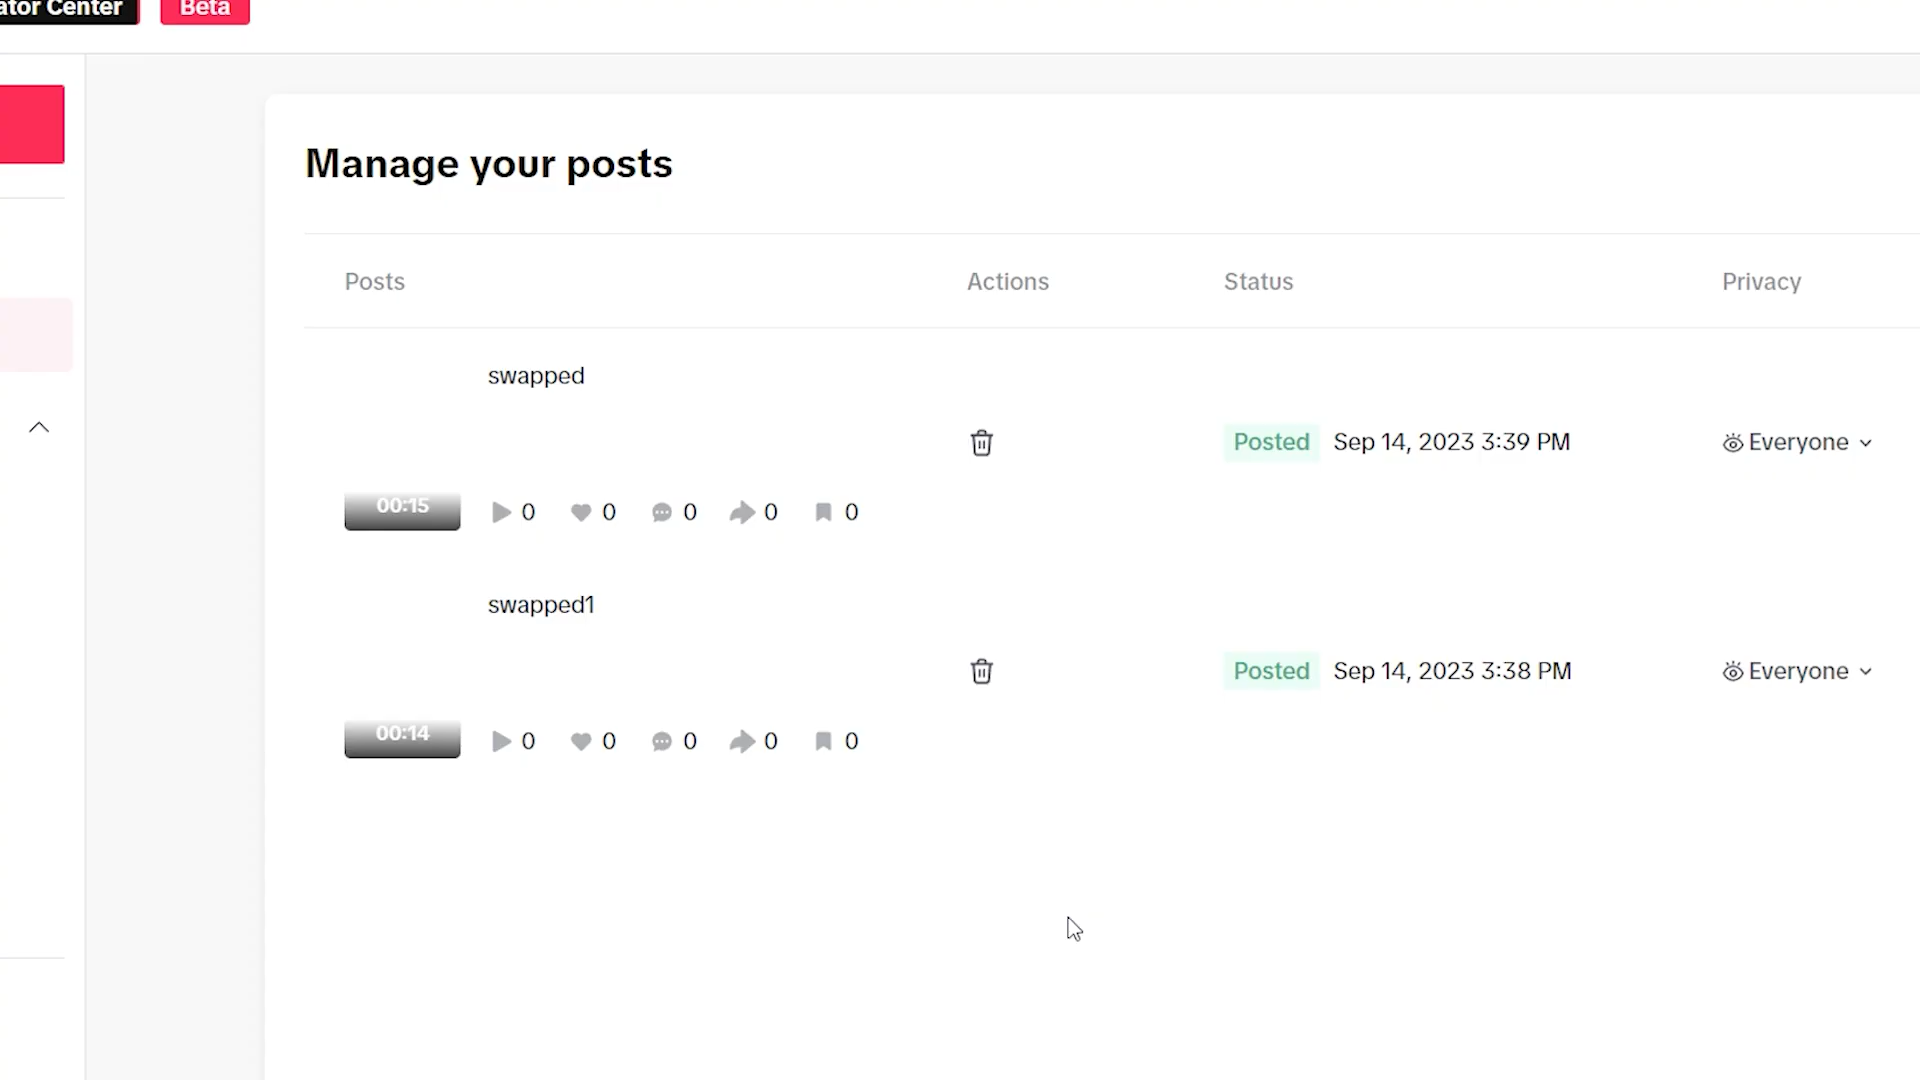 ator Center Beta
Manage your posts
Posts Actions Status Privacy
swapped
Posted Sep 14, 2023 3:39 PM Everyone
00:15 0 0 0 0 0
swapped1
Posted Sep 14, 2023 3:38 PM Everyone
00:14 0 0 0 0 0